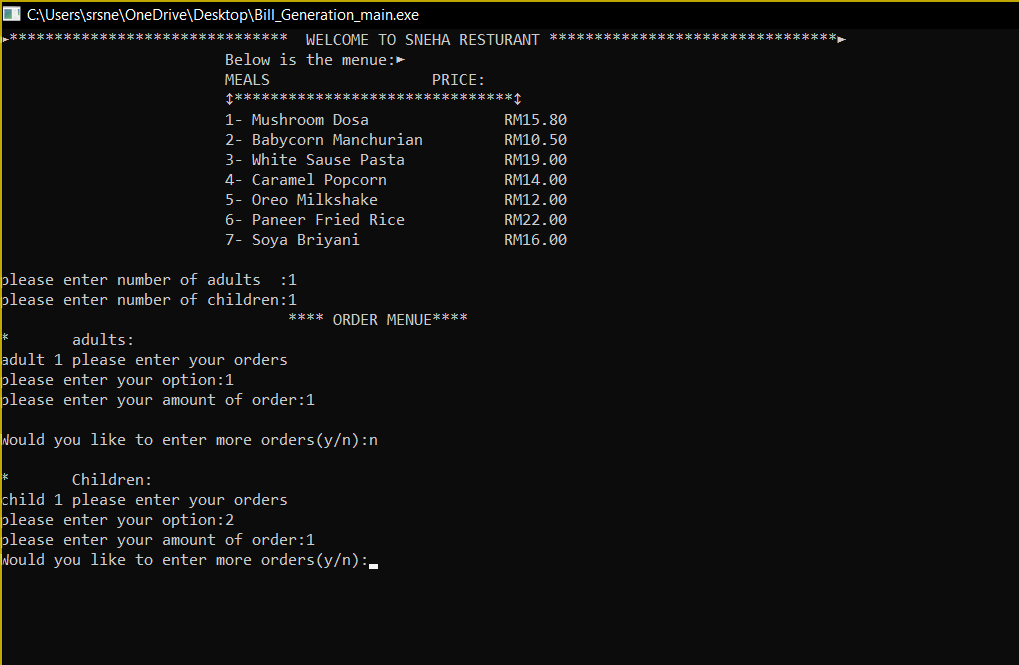 C:\Users\srsne\OneDrive\Desktop\Bill_Generation_main.exe
►******************************* WELCOME TO SNEHA RESTURANT ********************************►
Below is the menue:►
MEALS PRICE:
↕*******************************↕
1- Mushroom Dosa RM15.80
2- Babycorn Manchurian RM10.50
3- White Sause Pasta RM19.00
4- Caramel Popcorn RM14.00
5- Oreo Milkshake RM12.00
6- Paneer Fried Rice RM22.00
7- Soya Briyani RM16.00
please enter number of adults :1
please enter number of children:1
**** ORDER MENUE****
* adults:
adult 1 please enter your orders
please enter your option:1
please enter your amount of order:1
Would you like to enter more orders(y/n):n
* Children:
child 1 please enter your orders
please enter your option:2
please enter your amount of order:1
Would you like to enter more orders(y/n):